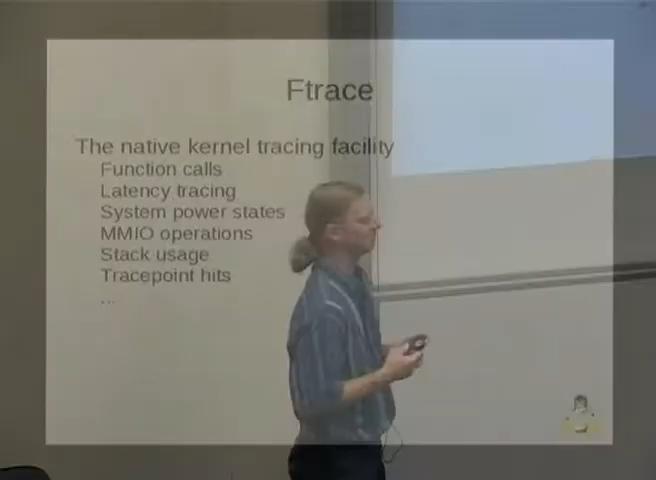 Ftrace
The native kernel tracing facility
Function calls
Latency tracing
System power states
MMIO operations
Stack usage
Tracepoint hits
...